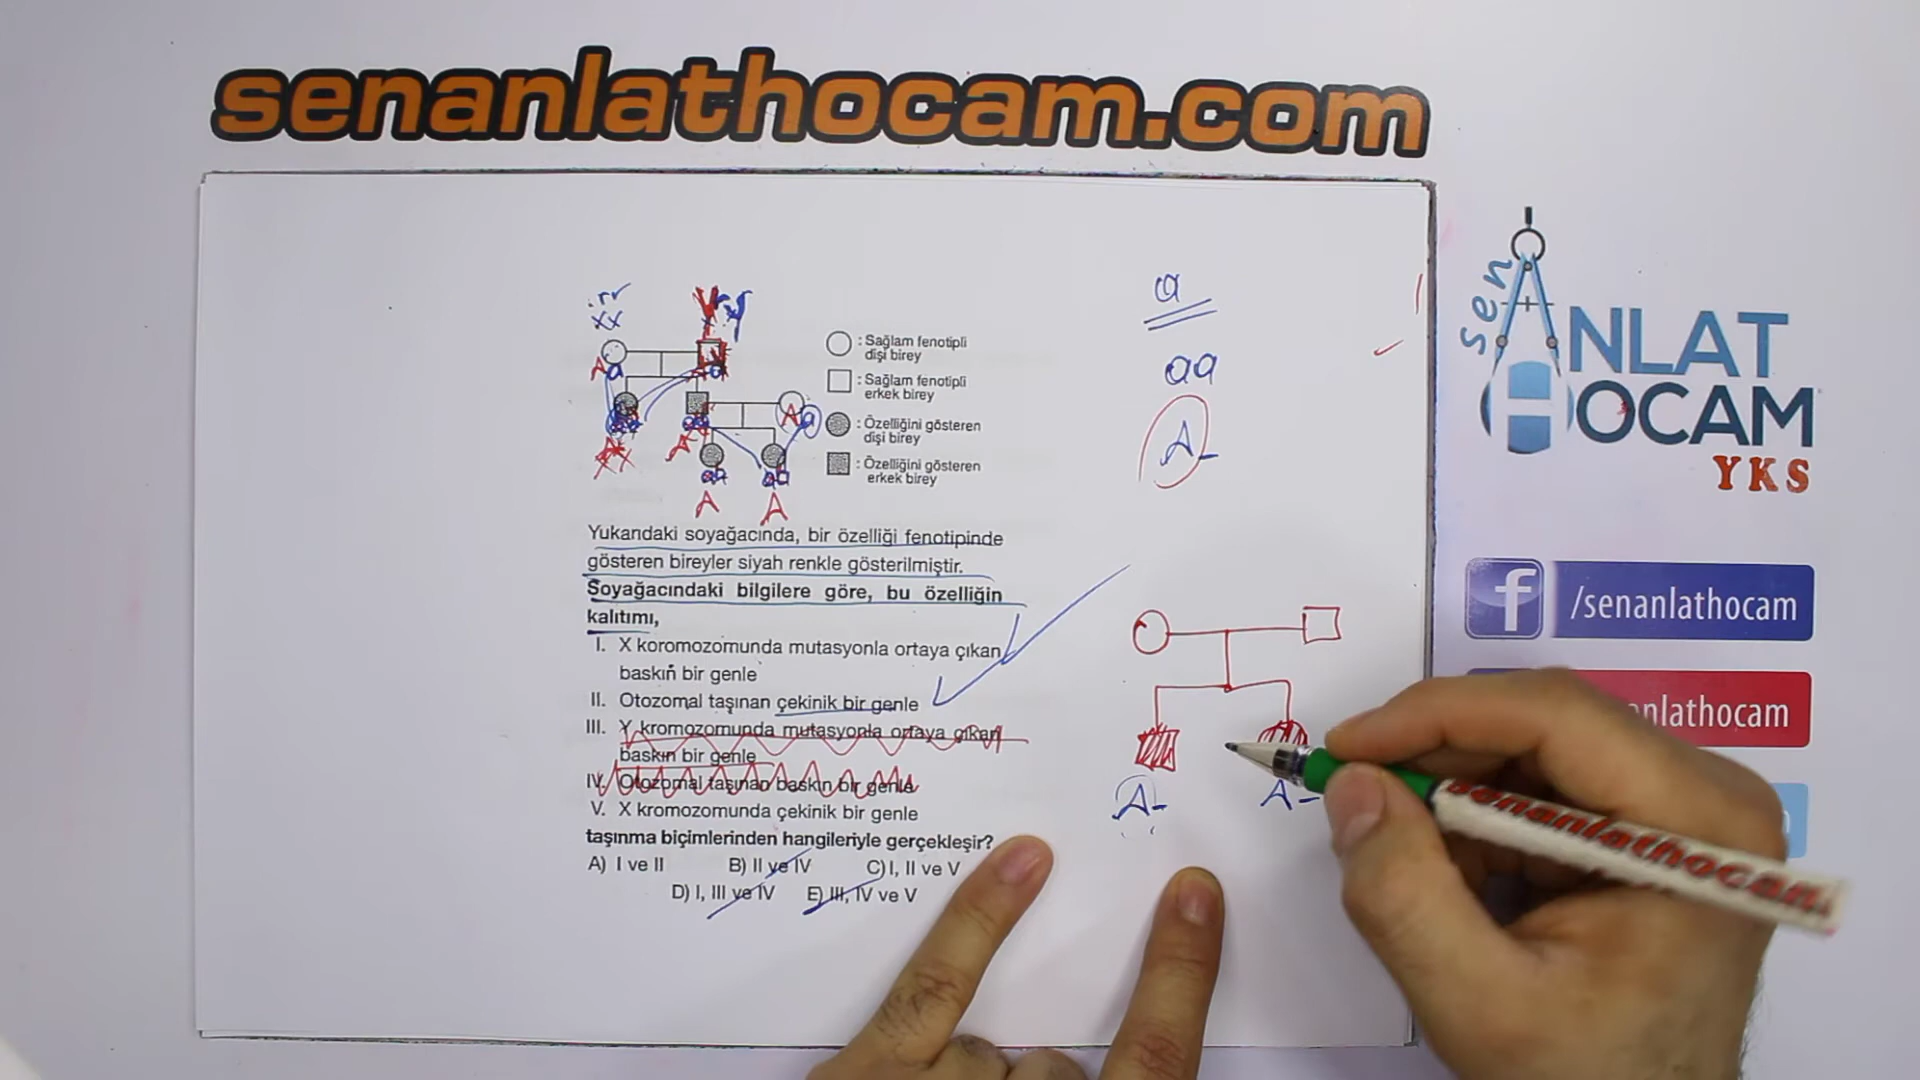 senanlathocam.com
: Sağlam fenotipli
dişi birey
: Sağlam fenotipli
erkek birey
: Özelliğini gösteren
dişi birey
: Özelliğini gösteren
erkek birey
Yukarıdaki soyağacında, bir özelliği fenotipinde
gösteren bireyler siyah renkle gösterilmiştir.
Soyağacındaki bilgilere göre, bu özelliğin
kalıtımı,
I. X koromozomunda mutasyonla ortaya çıkan
baskın bir genle
II. Otozomal taşınan çekinik bir genle
III. Y kromozomunda mutasyonla ortaya çıkan
baskın bir genle
IV. Otozomal taşınan baskın bir genle
V. X kromozomunda çekinik bir genle
taşınma biçimlerinden hangileriyle gerçekleşir?
A) I ve II B) II ve IV C) I, II ve V
D) I, III ve IV E) III, IV ve V
a
aa
A-
A- A-
sen
ANLAT
HOCAM
YKS
f /senanlathocam
nlathocam
senanlathocam